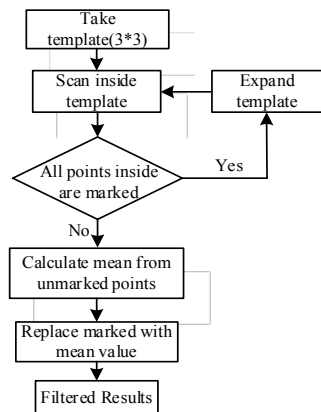 Take
template(3*3)
Scan inside
template
Expand
template
All points inside
are marked
Yes
No
Calculate mean from
unmarked points
Replace marked with
mean value
Filtered Results